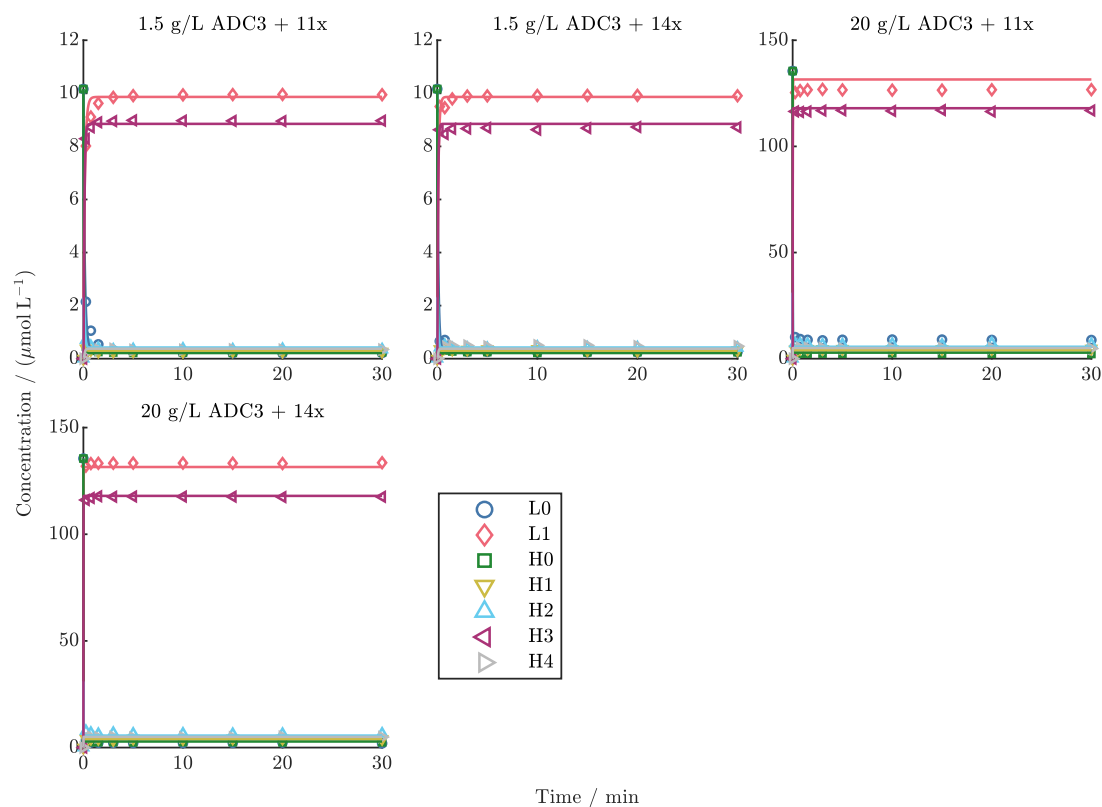 1.5 g/L ADC3 + 11x
1.5 g/L ADC3 + 14x
20 g/L ADC3 + 11x
12
10
8
6
4
2
0
0 10 20 30
12
10
8
6
4
2
0
0 10 20 30
150
100
50
0
0 10 20 30
Concentration / (μmol L⁻¹)
20 g/L ADC3 + 14x
150
100
50
0
0 10 20 30
L0
L1
H0
H1
H2
H3
H4
Time / min